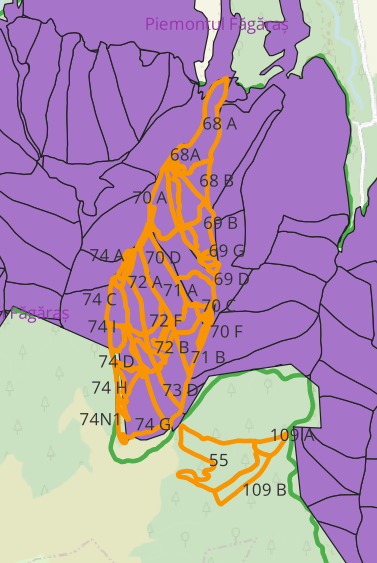 Piemontul Făgăraș
68 A
68A
68 B
70 A
69 B
74 A
70 D
69 G
72 A
69 D
71 A
74 C
70 C
Făgăraș
74 I
72 F
70 F
72 B
71 B
74 D
74 H
73 D
74N1
74 G
109 A
55
109 B